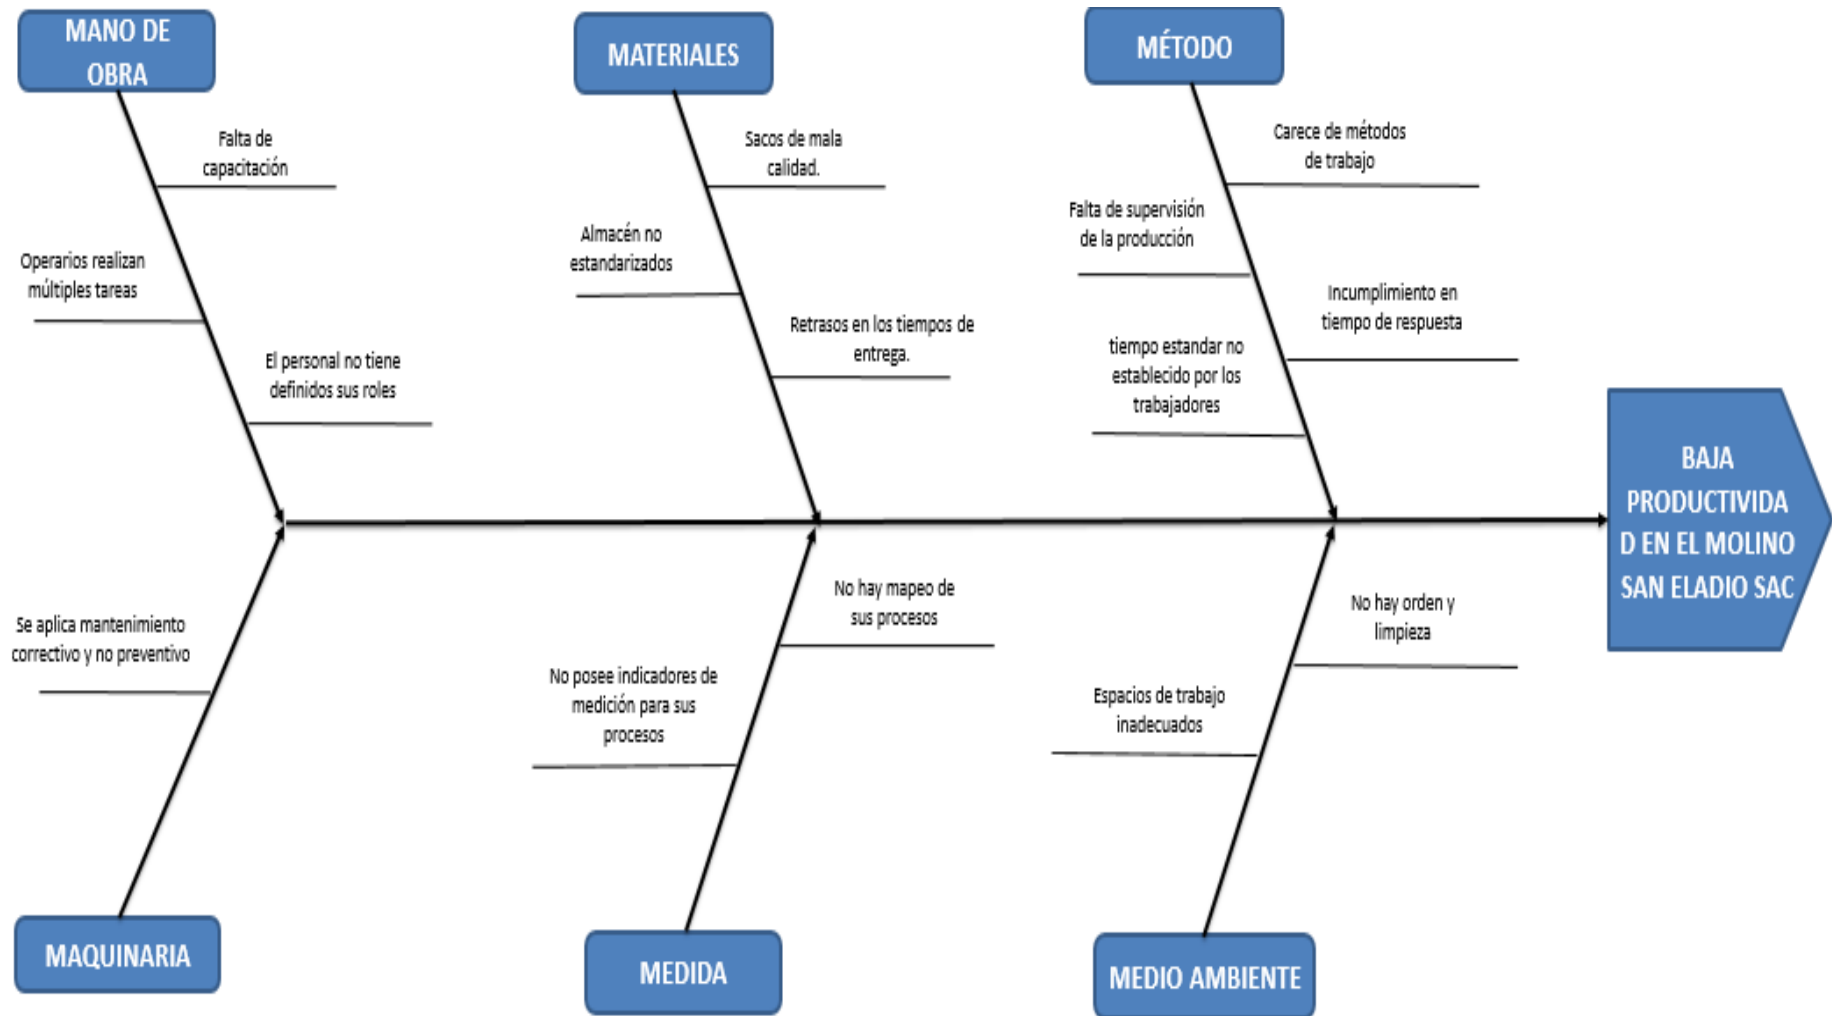 MANO DE
OBRA
MATERIALES
MÉTODO
Falta de
capacitación
Operarios realizan
múltiples tareas
El personal no tiene
definidos sus roles
Sacos de mala
calidad.
Almacén no
estandarizados
Retrasos en los tiempos de
entrega.
Carece de métodos
de trabajo
Falta de supervisión
de la producción
Incumplimiento en
tiempo de respuesta
tiempo estandar no
establecido por los
trabajadores
BAJA
PRODUCTIVIDA
D EN EL MOLINO
SAN ELADIO SAC
Se aplica mantenimiento
correctivo y no preventivo
No hay mapeo de
sus procesos
No posee indicadores de
medición para sus
procesos
No hay orden y
limpieza
Espacios de trabajo
inadecuados
MAQUINARIA
MEDIDA
MEDIO AMBIENTE